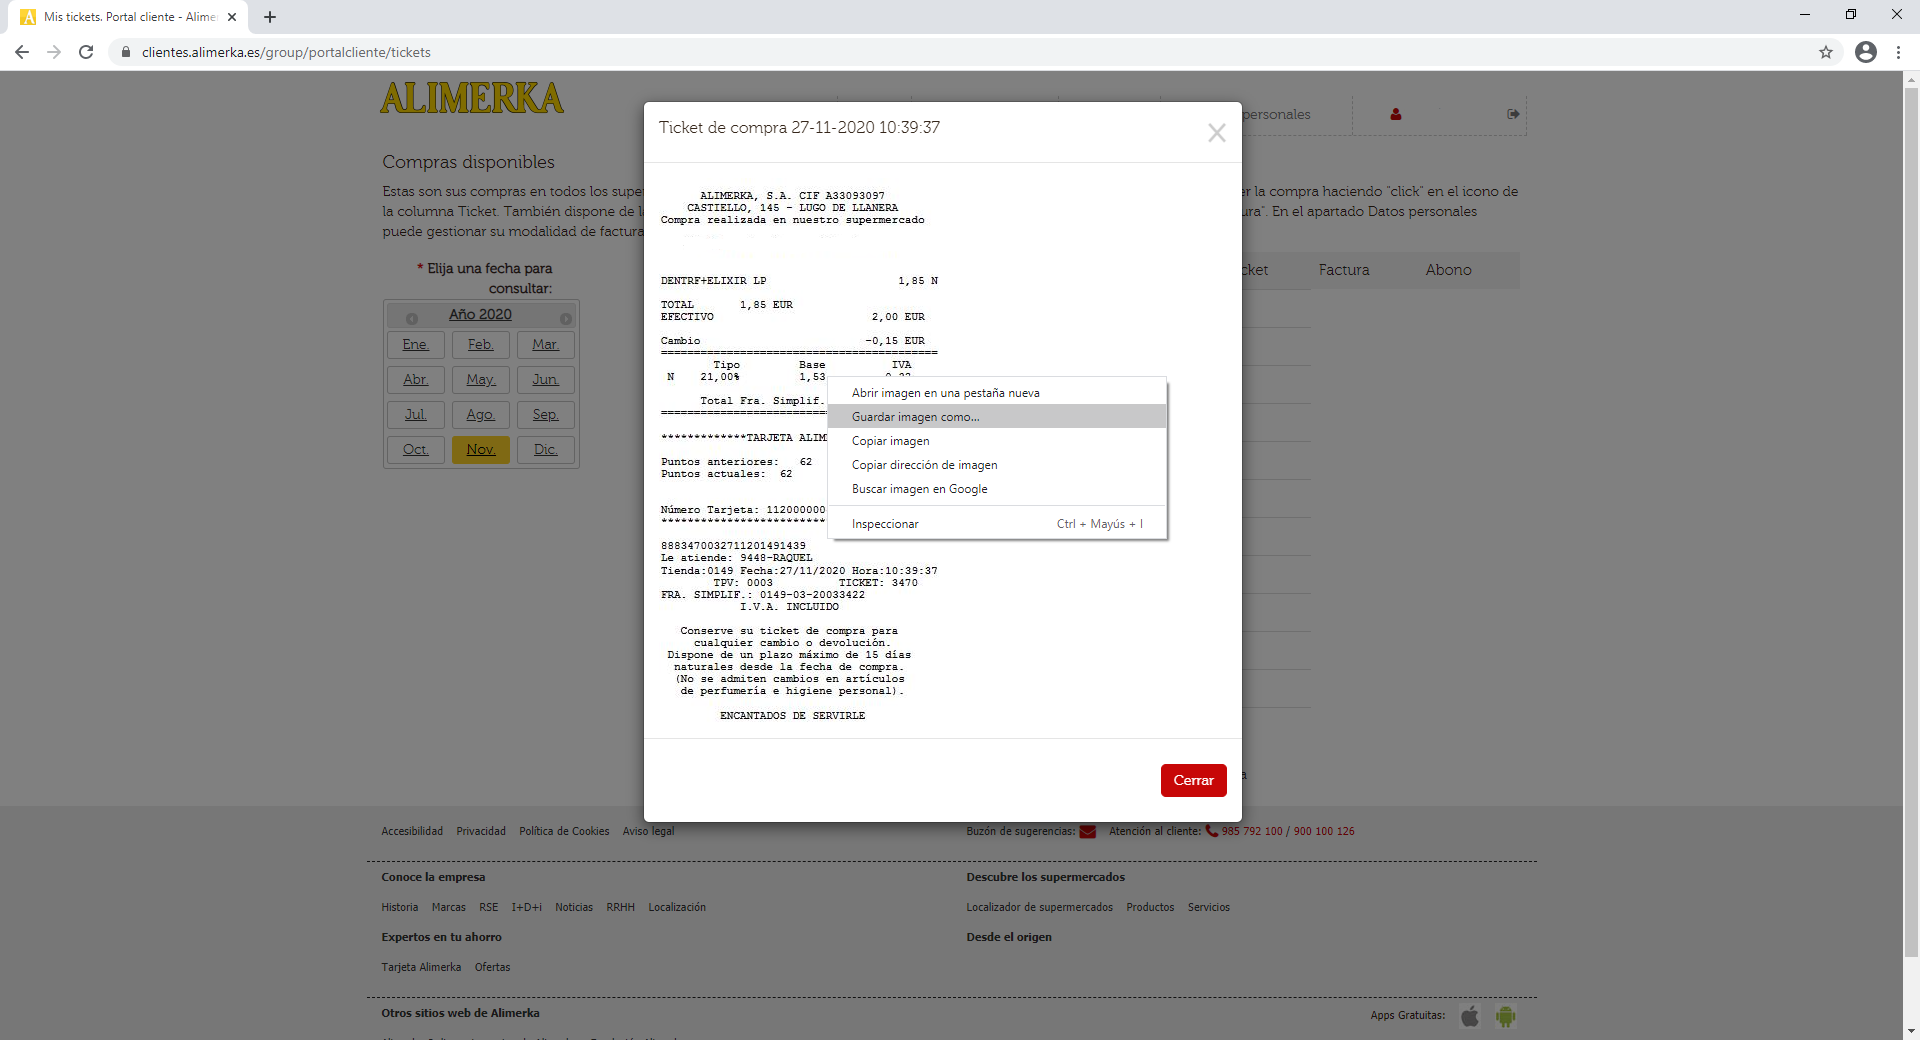 Mis tickets. Portal cliente - Alime
clientes.alimerka.es/group/portalcliente/tickets
ALIMERKA
personales
Compras disponibles
Estas son sus compras en todos los supe
er la compra haciendo "click" en el icono de
la columna Ticket. También dispone de l
ura". En el apartado Datos personales
puede gestionar su modalidad de factura
* Elija una fecha para
consultar:
Año 2020
Ene. Feb. Mar.
Abr. May. Jun.
Jul. Ago. Sep.
Oct. Nov. Dic.
cket Factura Abono
Ticket de compra 27-11-2020 10:39:37
ALIMERKA, S.A. CIF A33093097
CASTIELLO, 145 - LUGO DE LLANERA
Compra realizada en nuestro supermercado
DENTRF+ELIXIR LP 1,85 N
TOTAL 1,85 EUR
EFECTIVO 2,00 EUR
Cambio -0,15 EUR
==========================================
Tipo Base IVA
N 21,00% 1,53
Total Fra. Simplif.
*************TARJETA ALIM
Puntos anteriores: 62
Puntos actuales: 62
Número Tarjeta: 112000000
8883470032711201491439
Le atiende: 9448-RAQUEL
Tienda:0149 Fecha:27/11/2020 Hora:10:39:37
TPV: 0003 TICKET: 3470
FRA. SIMPLIF.: 0149-03-20033422
I.V.A. INCLUIDO
Conserve su ticket de compra para
cualquier cambio o devolución.
Dispone de un plazo máximo de 15 días
naturales desde la fecha de compra.
(No se admiten cambios en artículos
de perfumería e higiene personal).
ENCANTADOS DE SERVIRLE
Abrir imagen en una pestaña nueva
Guardar imagen como...
Copiar imagen
Copiar dirección de imagen
Buscar imagen en Google
Inspeccionar Ctrl + Mayús + I
Cerrar
a
Accesibilidad Privacidad Política de Cookies Aviso legal
Buzón de sugerencias: Atención al cliente: 985 792 100 / 900 100 126
Conoce la empresa
Historia Marcas RSE I+D+i Noticias RRHH Localización
Expertos en tu ahorro
Tarjeta Alimerka Ofertas
Descubre los supermercados
Localizador de supermercados Productos Servicios
Desde el origen
Otros sitios web de Alimerka
Apps Gratuitas: